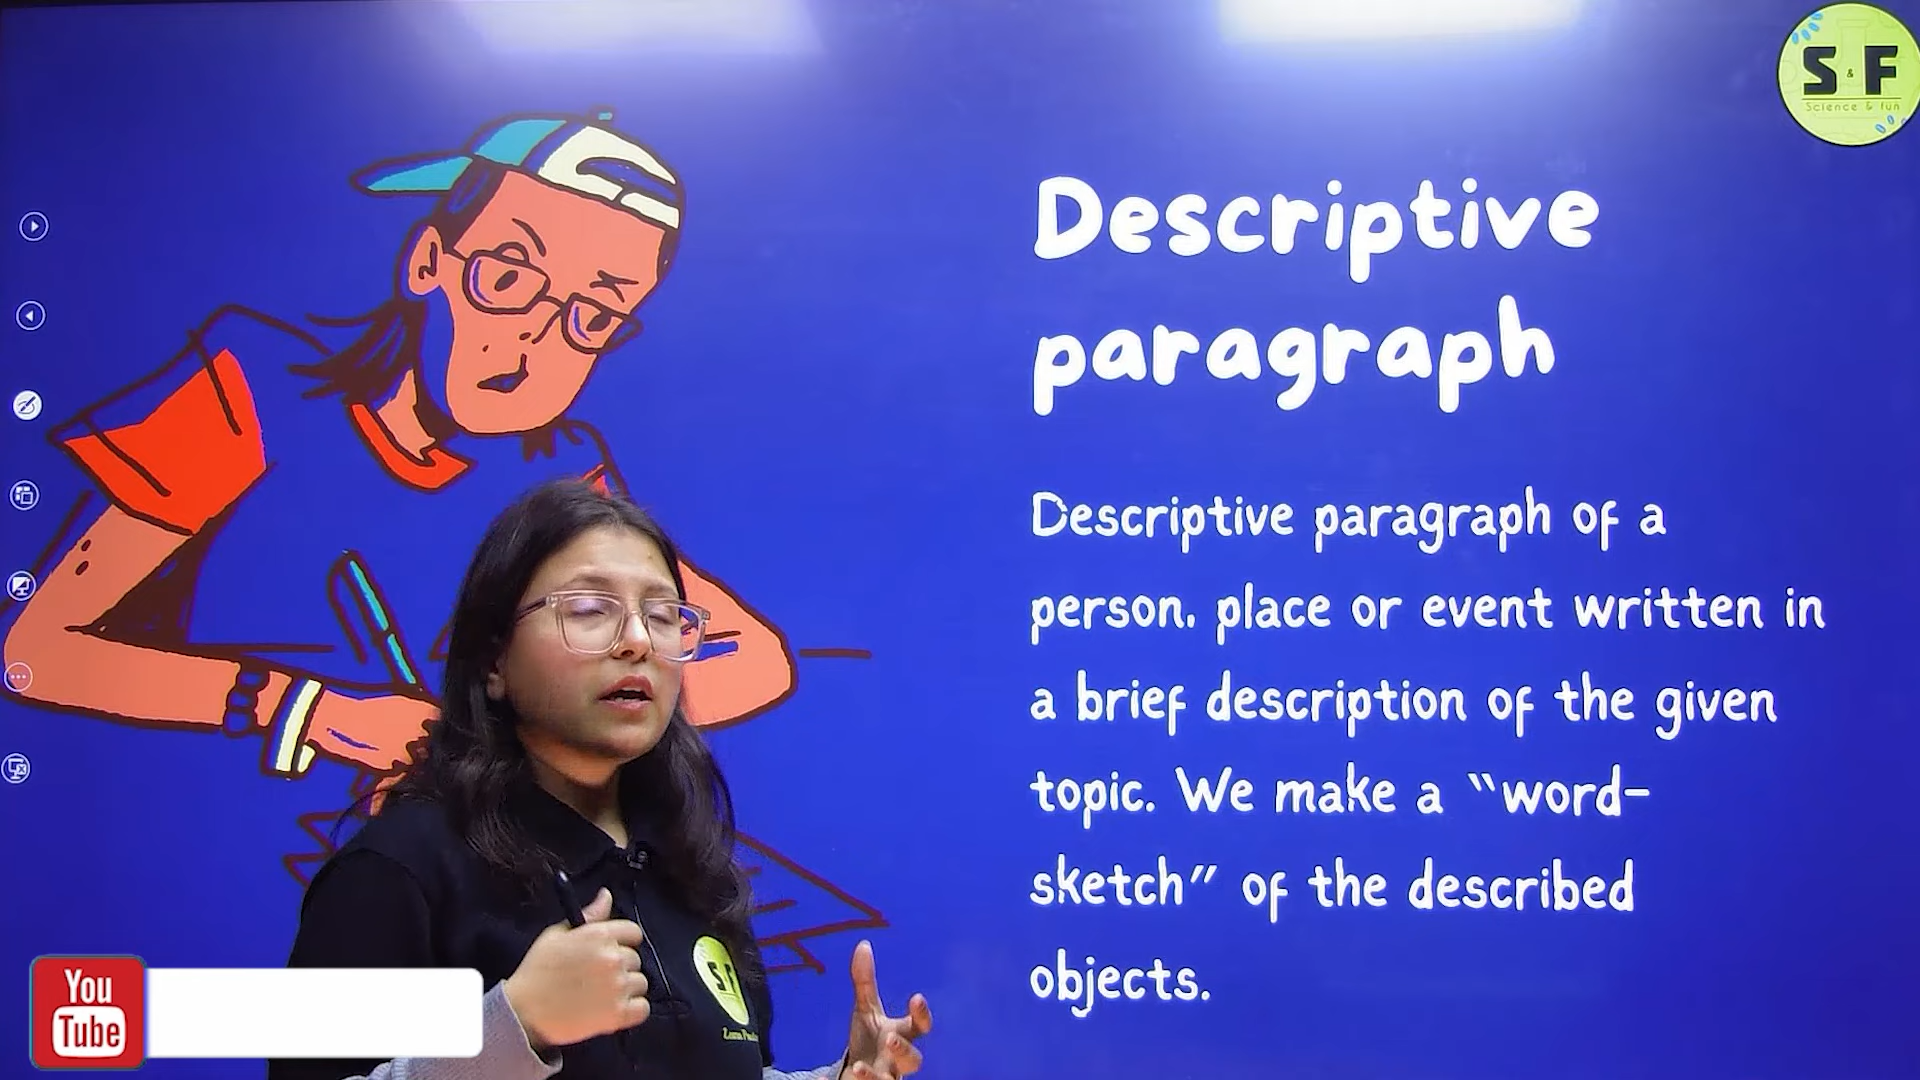 S & F
Science & fun
Descriptive
paragraph
Descriptive paragraph of a
person. place or event written in
a brief description of the given
topic. We make a “word-
sketch” of the described
objects.
You
Tube
S F